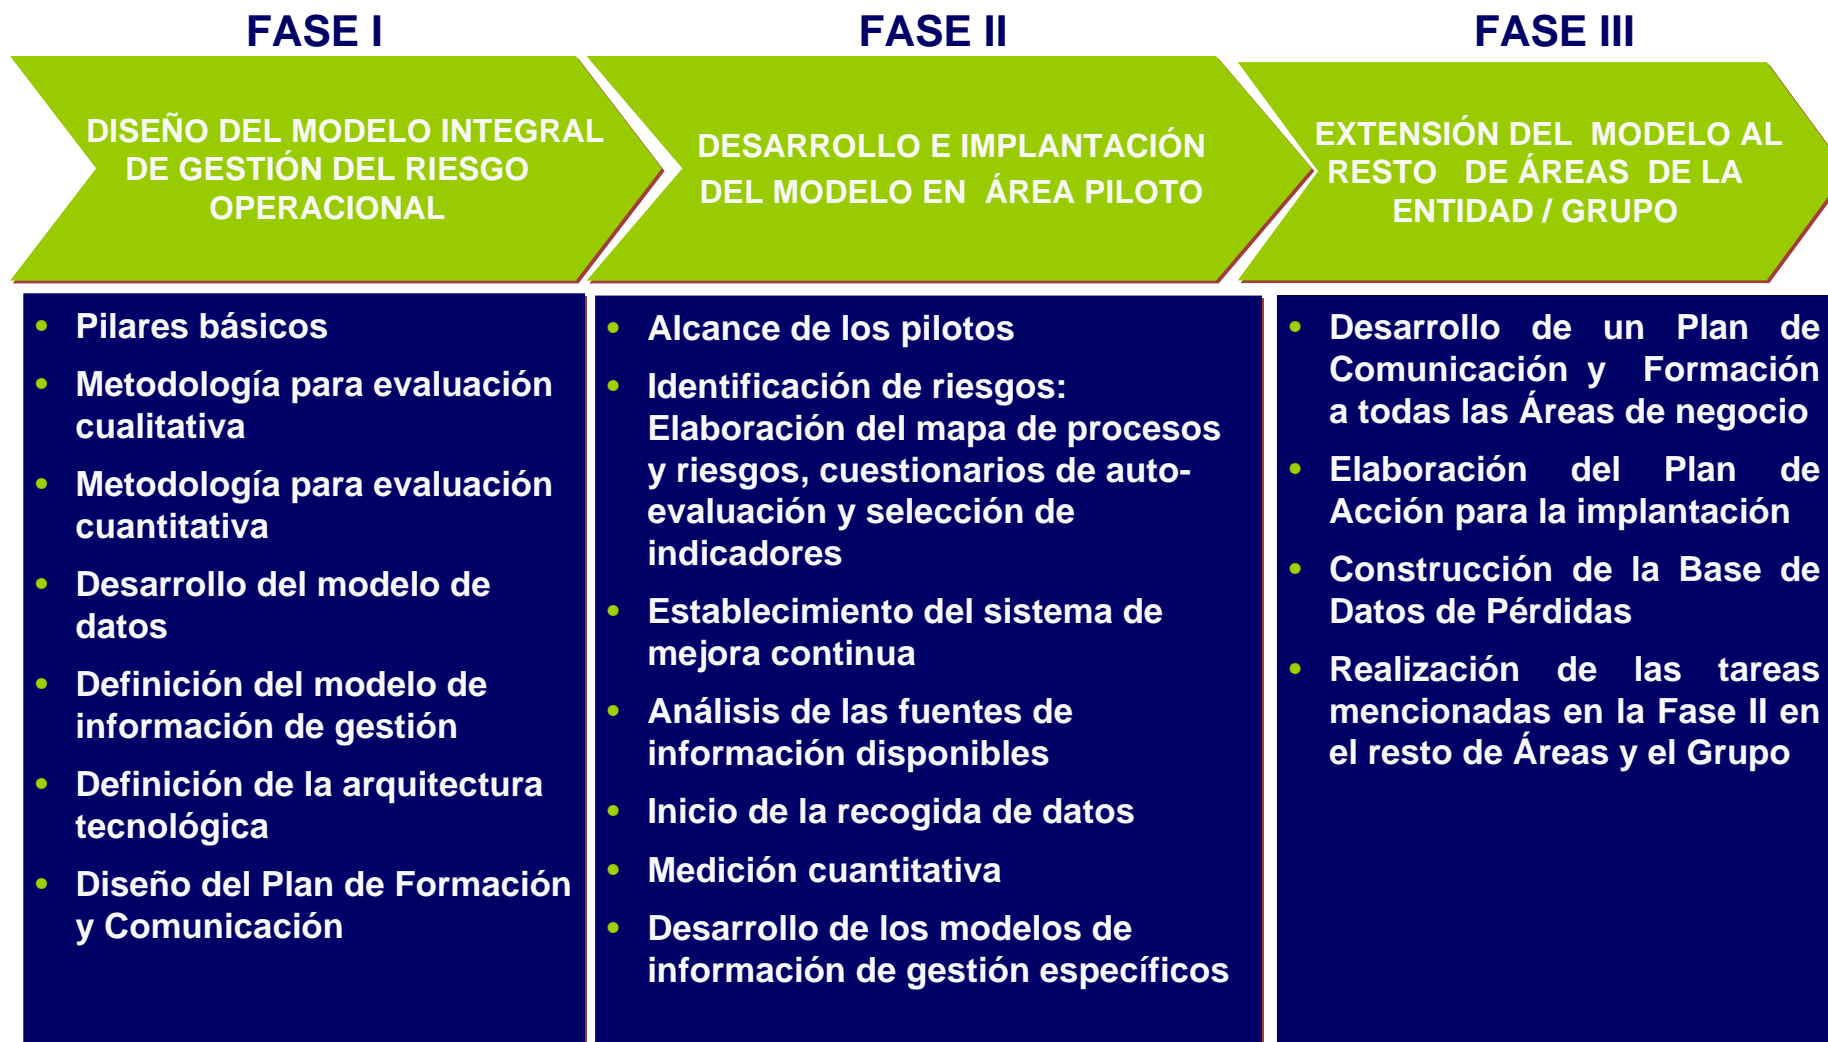 FASE I
DISEÑO DEL MODELO INTEGRAL
DE GESTIÓN DEL RIESGO
OPERACIONAL
• Pilares básicos
• Metodología para evaluación
cualitativa
• Metodología para evaluación
cuantitativa
• Desarrollo del modelo de
datos
• Definición del modelo de
información de gestión
• Definición de la arquitectura
tecnológica
• Diseño del Plan de Formación
y Comunicación
FASE II
DESARROLLO E IMPLANTACIÓN
DEL MODELO EN ÁREA PILOTO
• Alcance de los pilotos
• Identificación de riesgos:
Elaboración del mapa de procesos
y riesgos, cuestionarios de auto-
evaluación y selección de
indicadores
• Establecimiento del sistema de
mejora continua
• Análisis de las fuentes de
información disponibles
• Inicio de la recogida de datos
• Medición cuantitativa
• Desarrollo de los modelos de
información de gestión específicos
FASE III
EXTENSIÓN DEL MODELO AL
RESTO DE ÁREAS DE LA
ENTIDAD / GRUPO
• Desarrollo de un Plan de
Comunicación y Formación
a todas las Áreas de negocio
• Elaboración del Plan de
Acción para la implantación
• Construcción de la Base de
Datos de Pérdidas
• Realización de las tareas
mencionadas en la Fase II en
el resto de Áreas y el Grupo